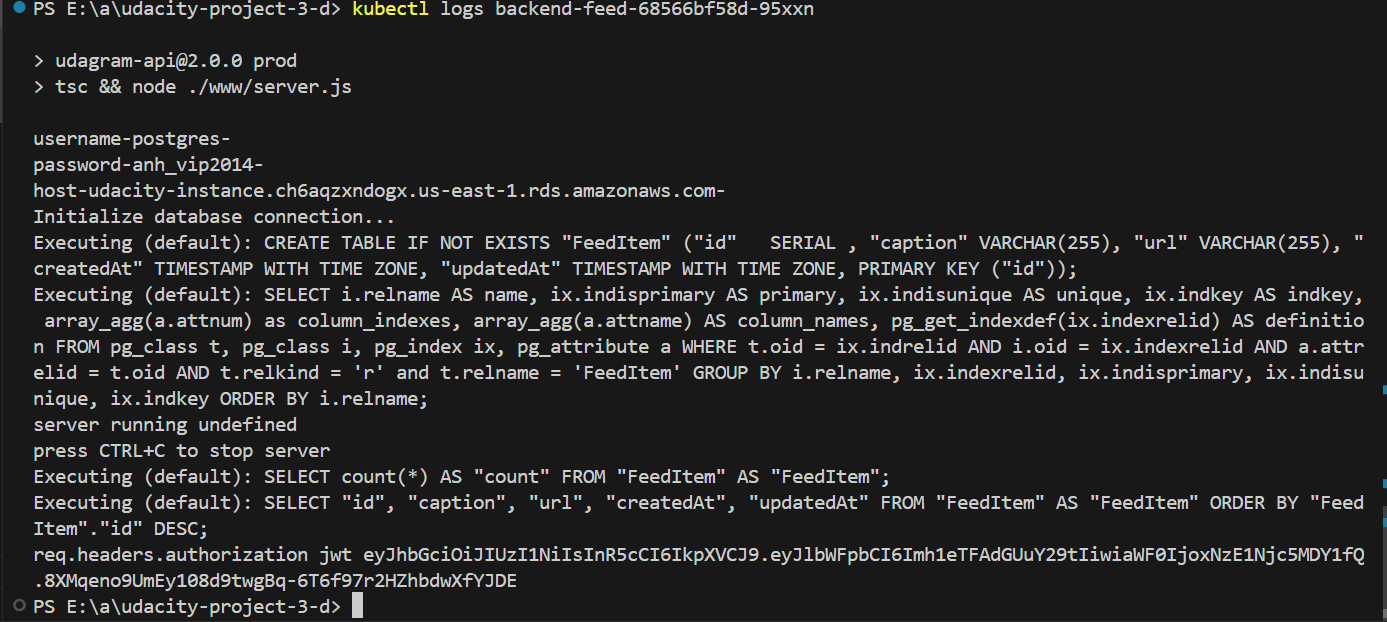 PS E:\a\udacity-project-3-d> kubectl logs backend-feed-68566bf58d-95xxn
> udagram-api@2.0.0 prod
> tsc && node ./www/server.js
username-postgres-
password-anh_vip2014-
host-udacity-instance.ch6aqzxndogx.us-east-1.rds.amazonaws.com-
Initialize database connection...
Executing (default): CREATE TABLE IF NOT EXISTS "FeedItem" ("id"   SERIAL , "caption" VARCHAR(255), "url" VARCHAR(255), "
createdAt" TIMESTAMP WITH TIME ZONE, "updatedAt" TIMESTAMP WITH TIME ZONE, PRIMARY KEY ("id"));
Executing (default): SELECT i.relname AS name, ix.indisprimary AS primary, ix.indisunique AS unique, ix.indkey AS indkey,
 array_agg(a.attnum) as column_indexes, array_agg(a.attname) AS column_names, pg_get_indexdef(ix.indexrelid) AS definitio
n FROM pg_class t, pg_class i, pg_index ix, pg_attribute a WHERE t.oid = ix.indrelid AND i.oid = ix.indexrelid AND a.attr
elid = t.oid AND t.relkind = 'r' and t.relname = 'FeedItem' GROUP BY i.relname, ix.indexrelid, ix.indisprimary, ix.indisu
nique, ix.indkey ORDER BY i.relname;
server running undefined
press CTRL+C to stop server
Executing (default): SELECT count(*) AS "count" FROM "FeedItem" AS "FeedItem";
Executing (default): SELECT "id", "caption", "url", "createdAt", "updatedAt" FROM "FeedItem" AS "FeedItem" ORDER BY "Feed
Item"."id" DESC;
req.headers.authorization jwt eyJhbGciOiJIUzI1NiIsInR5cCI6IkpXVCJ9.eyJlbWFpbCI6Imh1eTFAdGUuY29tIiwiaWF0IjoxNzE1Njc5MDY1fQ
.8XMqeno9UmEy108d9twgBq-6T6f97r2HZhbdwXfYJDE
PS E:\a\udacity-project-3-d>